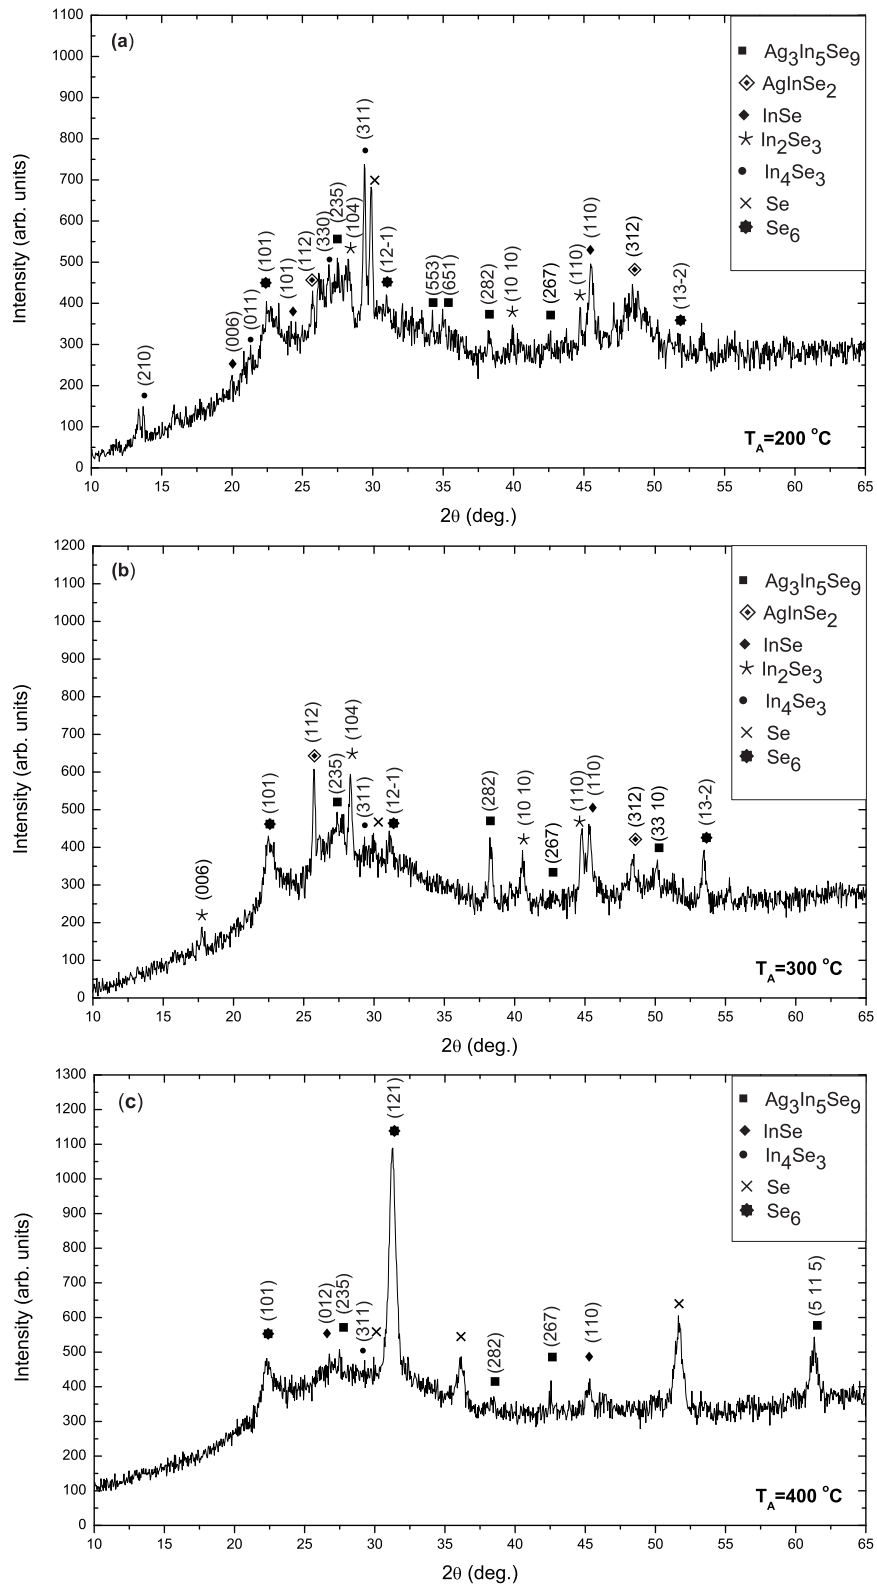 (a)
Ag3In5Se9
AgInSe2
InSe
In2Se3
In4Se3
Se
Se6
1100
1000
900
800
700
600
500
400
300
200
100
0
Intensity (arb. units)
(210)
(006)
(011)
(101)
(101)
(112)
(330)
(235)
(104)
(311)
(12-1)
(553)
(651)
(282)
(10 10)
(267)
(110)
(110)
(312)
(13-2)
TA=200 °C
10 15 20 25 30 35 40 45 50 55 60 65
2θ (deg.)
(b)
Ag3In5Se9
AgInSe2
InSe
In2Se3
In4Se3
Se
Se6
1200
1100
1000
900
800
700
600
500
400
300
200
100
0
Intensity (arb. units)
(006)
(101)
(112)
(235)
(104)
(311)
(12-1)
(282)
(10 10)
(267)
(110)
(110)
(312)
(33 10)
(13-2)
TA=300 °C
10 15 20 25 30 35 40 45 50 55 60 65
2θ (deg.)
(c)
Ag3In5Se9
InSe
In4Se3
Se
Se6
1300
1200
1100
1000
900
800
700
600
500
400
300
200
100
0
Intensity (arb. units)
(101)
(012)
(235)
(311)
(121)
(282)
(267)
(110)
(5 11 5)
TA=400 °C
10 15 20 25 30 35 40 45 50 55 60 65
2θ (deg.)